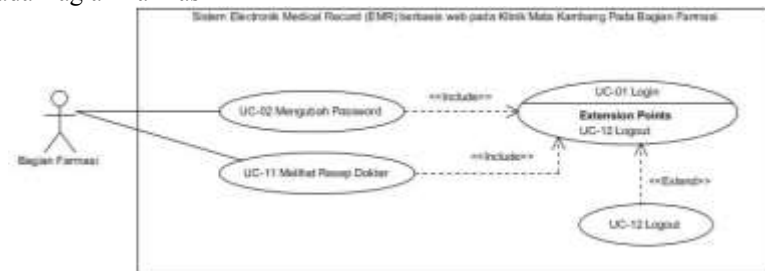 Sistem Electronik Medical Record (EMR) berbasis web pada Klinik Mata Kambang Pada Bagian Farmasi
UC-01 Login
<<Include>>
UC-02 Mengubah Password
Extension Points
UC-12 Logout
<<Include>>
Bagian Farmasi
UC-11 Melihat Resep Dokter
<<Extend>>
UC-12 Logout